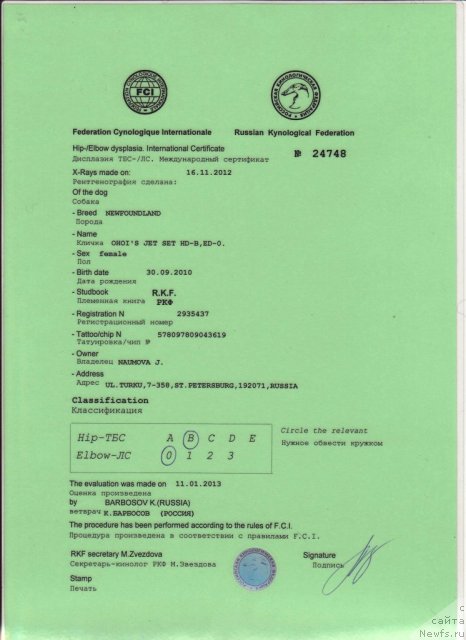 FCI
Federation Cynologique Internationale Russian Kynological Federation
Hip-/Elbow dysplasia. International Certificate
№ 24748
Дисплазия ТБС-/ЛС. Международный сертификат
X-Rays made on: 16.11.2012
Рентгенография сделана:
Of the dog
Собака
- Breed NEWFOUNDLAND
Порода
- Name
Кличка OHOI'S JET SET HD-B,ED-0.
- Sex female
Пол
- Birth date 30.09.2010
Дата рождения
- Studbook R.K.F.
Племенная книга РКФ
- Registration N 2935437
Регистрационный номер
- Tattoo/chip N 578097809043619
Татуировка/чип №
- Owner
Владелец NAUMOVA J.
- Address
Адрес UL.TURKU,7-358,ST.PETERSBURG,192071,RUSSIA
Classification
Классификация
Hip-ТБС A B C D E
Elbow-ЛС 0 1 2 3
Circle the relevant
Нужное обвести кружком
The evaluation was made on 11.01.2013
Оценка произведена
by BARBOSOV K.(RUSSIA)
ветврач К.БАРБОСОВ (РОССИЯ)
The procedure has been performed according to the rules of F.C.I.
Процедура произведена в соответствии с правилами F.C.I.
RKF secretary M.Zvezdova Signature
Секретарь-кинолог РКФ М.Звездова Подпись
Stamp
Печать
с
сайта
Newfs.ru